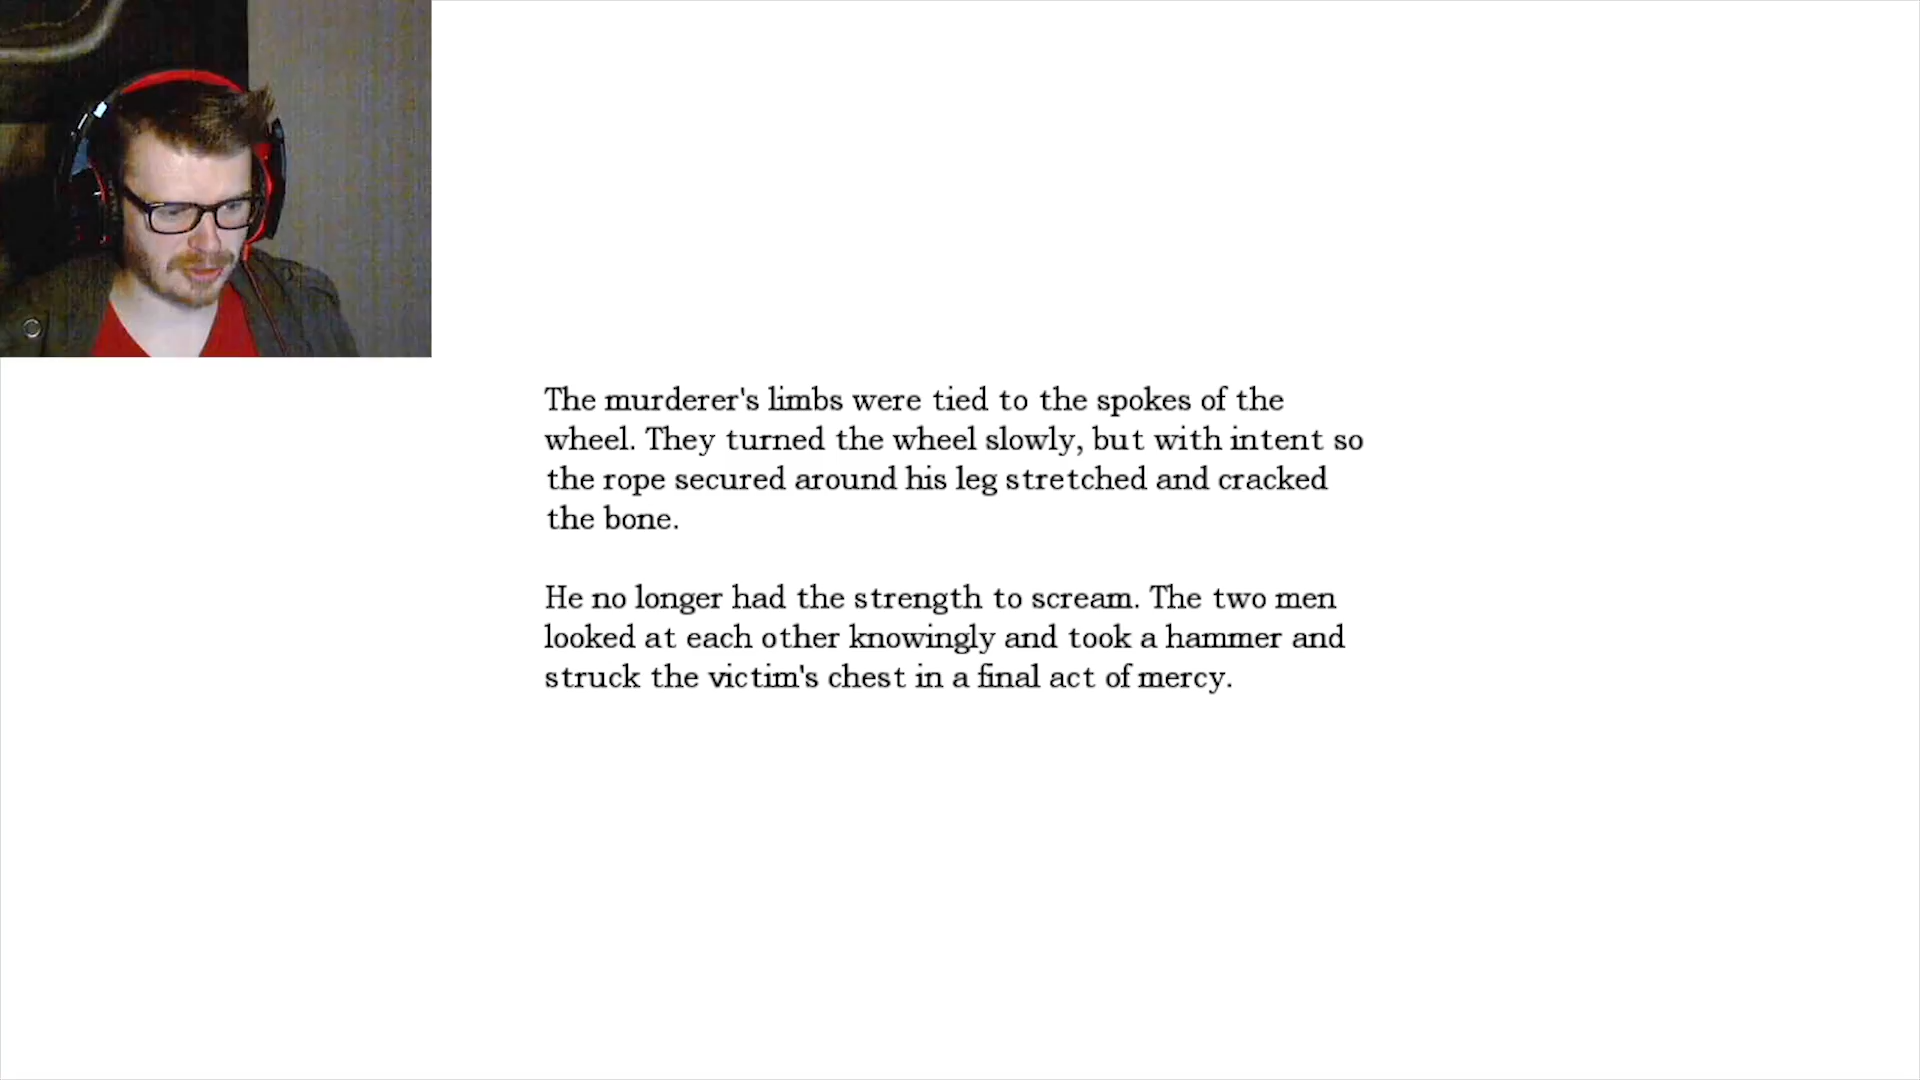 The murderer's limbs were tied to the spokes of the
wheel. They turned the wheel slowly, but with intent so
the rope secured around his leg stretched and cracked
the bone.
He no longer had the strength to scream. The two men
looked at each other knowingly and took a hammer and
struck the victim's chest in a final act of mercy.